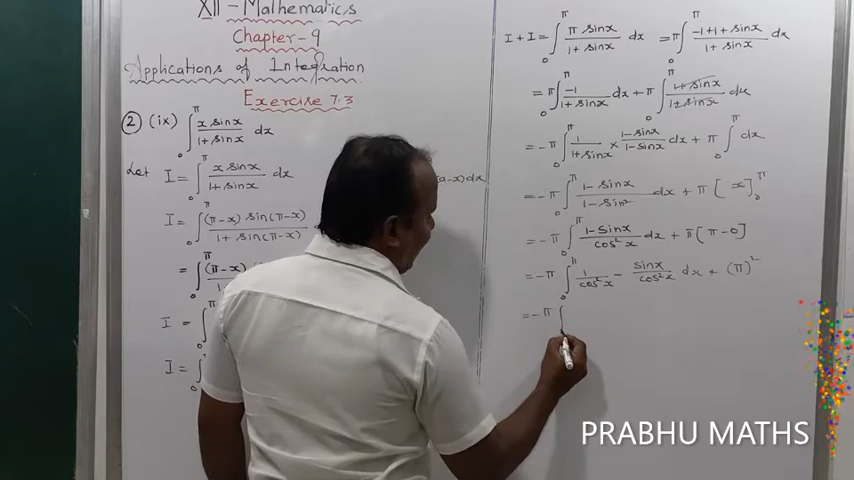 XII - Mathematics
Chapter - 9
Applications of Integration
Exercise 7.3
② (ix) ∫₀^π x sinx / (1 + sinx) dx
Let I = ∫₀^π x sinx / (1 + sinx) dx
(a-x) dx
I = ∫₀^π (π-x) sin(π-x) / (1 + sin(π-x))
= ∫₀^π (π-x)
I = ∫₀^π
I = ∫₀
I + I = ∫₀^π π sinx / (1 + sinx) dx = π ∫₀^π (-1+1+sinx) / (1 + sinx) dx
= π ∫₀^π -1 / (1 + sinx) dx + π ∫₀^π (1 + sinx) / (1 + sinx) dx
= -π ∫₀^π 1 / (1 + sinx) × (1 - sinx) / (1 - sinx) dx + π ∫₀^π dx
= -π ∫₀^π (1 - sinx) / (1 - sin²) dx + π [x]₀^π
= -π ∫₀^π (1 - sinx) / cos²x dx + π [π - 0]
= -π ∫₀^π 1 / cos²x - sinx / cos²x dx + (π)²
= -π ∫
PRABHU MATHS